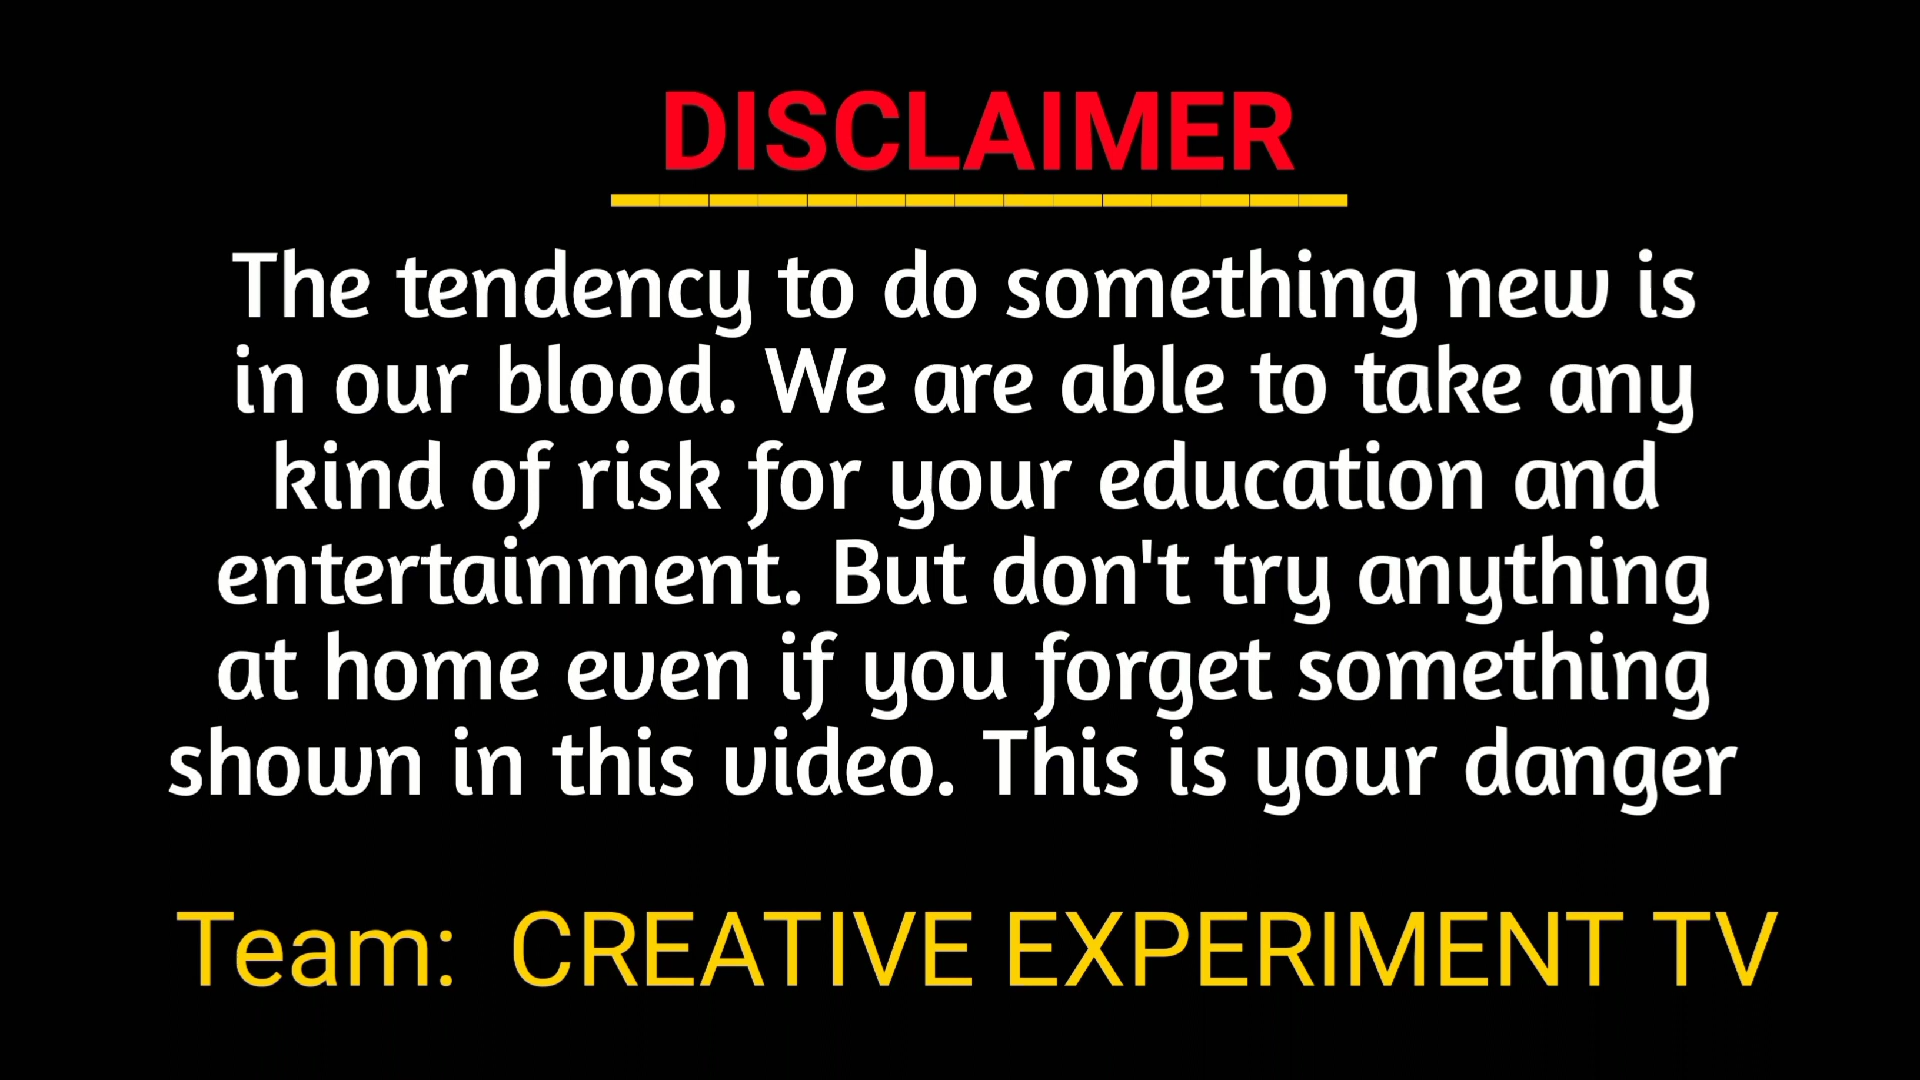 DISCLAIMER
The tendency to do something new is
in our blood. We are able to take any
kind of risk for your education and
entertainment. But don't try anything
at home even if you forget something
shown in this video. This is your danger
Team: CREATIVE EXPERIMENT TV